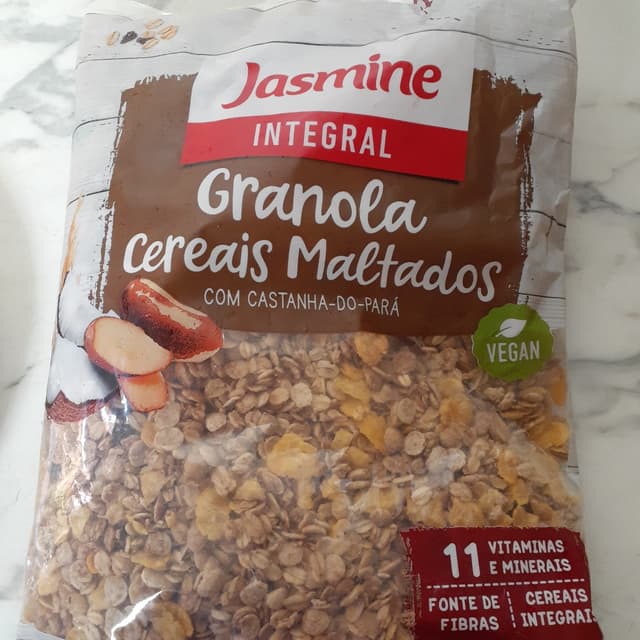 Jasmine
INTEGRAL
Granola
Cereais Maltados
COM CASTANHA-DO-PARÁ
VEGAN
11 VITAMINAS
E MINERAIS
FONTE DE
FIBRAS
CEREAIS
INTEGRAI